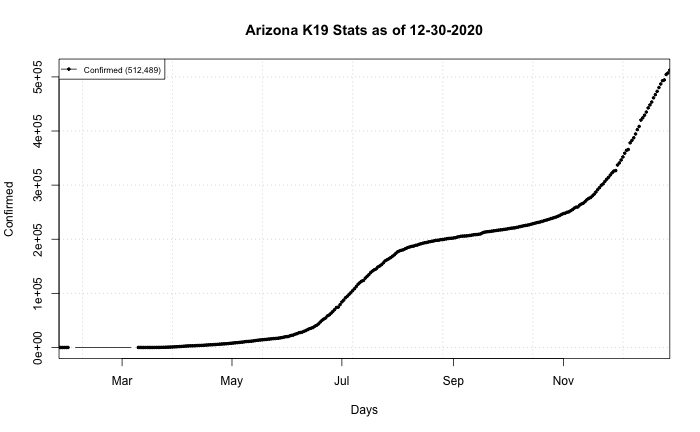 Arizona K19 Stats as of 12-30-2020
Confirmed (512,489)
Confirmed
5e+05
4e+05
3e+05
2e+05
1e+05
0e+00
Mar May Jul Sep Nov
Days